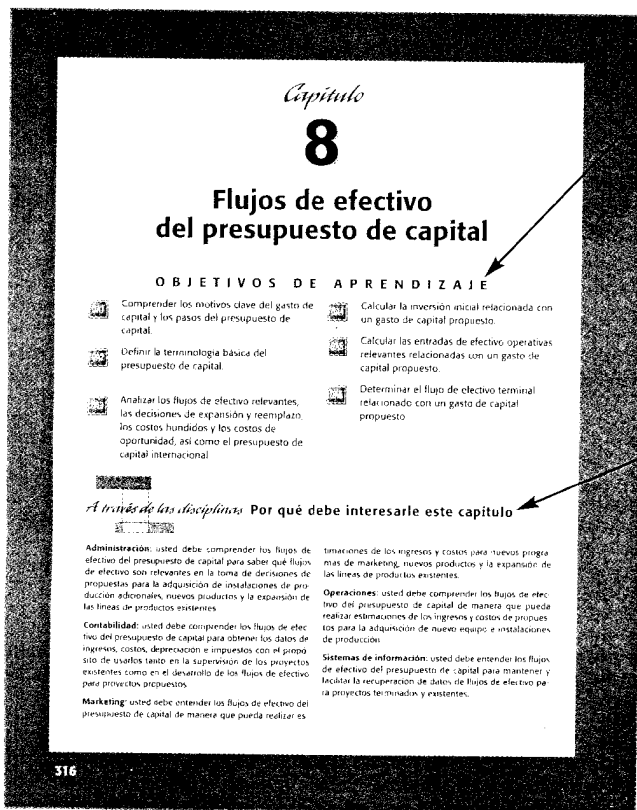 Capítulo
8
Flujos de efectivo
del presupuesto de capital
OBJETIVOS DE APRENDIZAJE
Comprender los motivos clave del gasto de
capital y los pasos del presupuesto de
capital.
Definir la terminología básica del
presupuesto de capital.
Analizar los flujos de efectivo relevantes,
las decisiones de expansión y reemplazo,
los costos hundidos y los costos de
oportunidad, así como el presupuesto de
capital internacional
Calcular la inversión inicial relacionada con
un gasto de capital propuesto.
Calcular las entradas de efectivo operativas
relevantes relacionadas con un gasto de
capital propuesto.
Determinar el flujo de efectivo terminal
relacionado con un gasto de capital
propuesto
A través de las disciplinas Por qué debe interesarle este capítulo
Administración: usted debe comprender los flujos de
efectivo del presupuesto de capital para saber qué flujos
de efectivo son relevantes en la toma de decisiones de
propuestas para la adquisición de instalaciones de pro-
ducción adicionales, nuevos productos y la expansión de
las líneas de productos existentes
Contabilidad: usted debe comprender los flujos de efec-
tivo del presupuesto de capital para obtener los datos de
ingresos, costos, depreciación e impuestos con el propó-
sito de usarlos tanto en la supervisión de los proyectos
existentes como en el desarrollo de los flujos de efectivo
para proyectos propuestos
Marketing: usted debe entender los flujos de efectivo del
presupuesto de capital de manera que pueda realizar es-
timaciones de los ingresos y costos para nuevos progra-
mas de marketing, nuevos productos y la expansión de
las líneas de productos existentes.
Operaciones: usted debe comprender los flujos de efec-
tivo del presupuesto de capital de manera que pueda
realizar estimaciones de los ingresos y costos de propues-
tos para la adquisición de nuevo equipo e instalaciones
de producción
Sistemas de información: usted debe entender los flujos
de efectivo del presupuesto de capital para mantener y
facilitar la recuperación de datos de flujos de efectivo pa-
ra proyectos terminados y existentes.
316